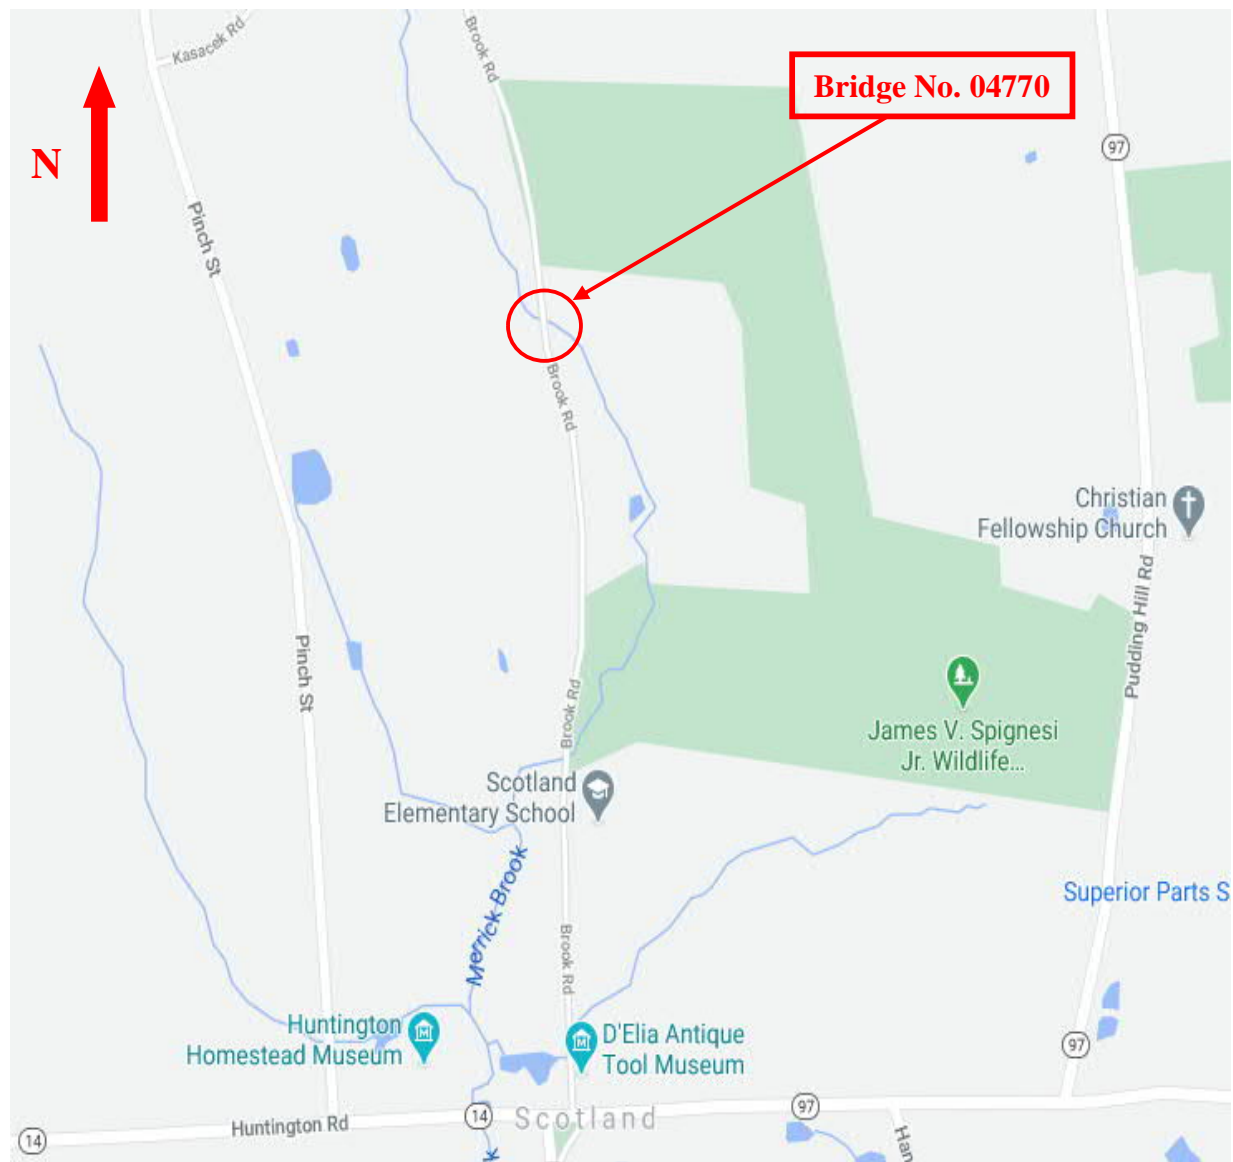 Kasacek Rd
Brook Rd
Bridge No. 04770
97
N
Pinch St
Brook Rd
Christian
Fellowship Church
Pudding Hill Rd
Pinch St
Brook Rd
James V. Spignesi
Jr. Wildlife...
Scotland
Elementary School
Merrick Brook
Superior Parts S
Brook Rd
Huntington
Homestead Museum
D'Elia Antique
Tool Museum
97
14
Huntington Rd
14
Scotland
97
Han
k